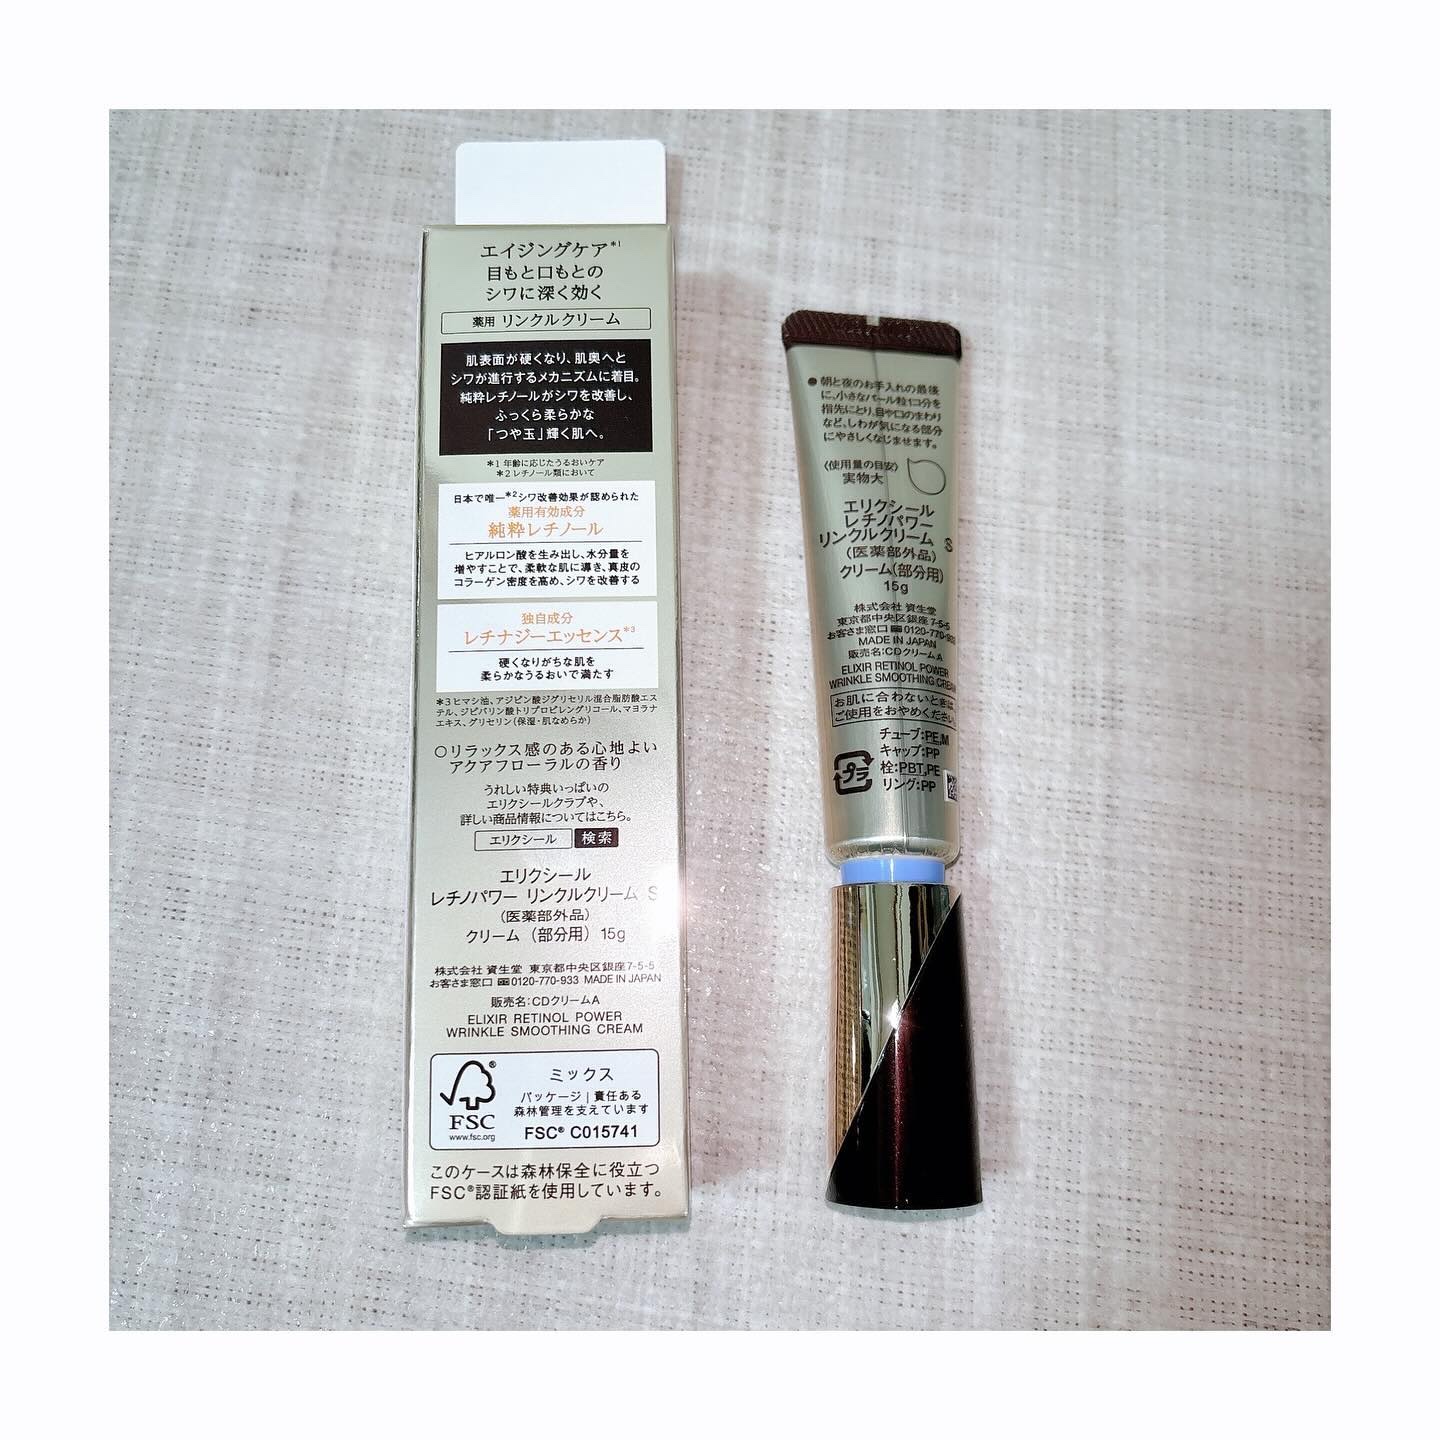 エイジングケア*1
目もと口もとの
シワに深く効く
薬用 リンクルクリーム
肌表面が硬くなり、肌奥へと
シワが進行するメカニズムに着目。
純粋レチノールがシワを改善し、
ふっくら柔らかな
「つや玉」輝く肌へ。
*1 年齢に応じたうるおいケア
*2 レチノール類において
日本で唯一*2シワ改善効果が認められた
薬用有効成分
純粋レチノール
ヒアルロン酸を生み出し、水分量を
増やすことで、柔軟な肌に導き、真皮の
コラーゲン密度を高め、シワを改善する
独自成分
レチナジーエッセンス*3
硬くなりがちな肌を
柔らかなうるおいで満たす
*3 ヒマシ油、アジピン酸ジグリセリル混合脂肪酸エス
テル、ジピバリン酸トリプロピレングリコール、マヨラナ
エキス、グリセリン(保湿・肌なめらか)
○リラックス感のある心地よい
アクアフローラルの香り
うれしい特典いっぱいの
エリクシールクラブや、
詳しい商品情報についてはこちら。
エリクシール 検索
エリクシール
レチノパワー リンクルクリーム S
(医薬部外品)
クリーム(部分用) 15g
株式会社 資生堂 東京都中央区銀座7-5-5
お客さま窓口 0120-770-933 MADE IN JAPAN
販売名:CDクリームA
ELIXIR RETINOL POWER
WRINKLE SMOOTHING CREAM
FSC®
www.fsc.org
ミックス
パッケージ | 責任ある
森林管理を支えています
FSC® C015741
このケースは森林保全に役立つ
FSC®認証紙を使用しています。
●朝と夜のお手入れの最後
に、小さなパール粒1コ分を
指先にとり、目や口のまわり
など、しわが気になる部分
にやさしくなじませます。
〈使用量の目安〉
実物大
エリクシール
レチノパワー
リンクルクリーム S
(医薬部外品)
クリーム(部分用)
15g
株式会社 資生堂
東京都中央区銀座 7-5-5
お客さま窓口 0120-770-933
MADE IN JAPAN
販売名:CDクリームA
ELIXIR RETINOL POWER
WRINKLE SMOOTHING CREAM
お肌に合わないときは、
ご使用をおやめください。
プラ
チューブ:PE,M
キャップ:PP
栓:PBT,PE
リング:PP